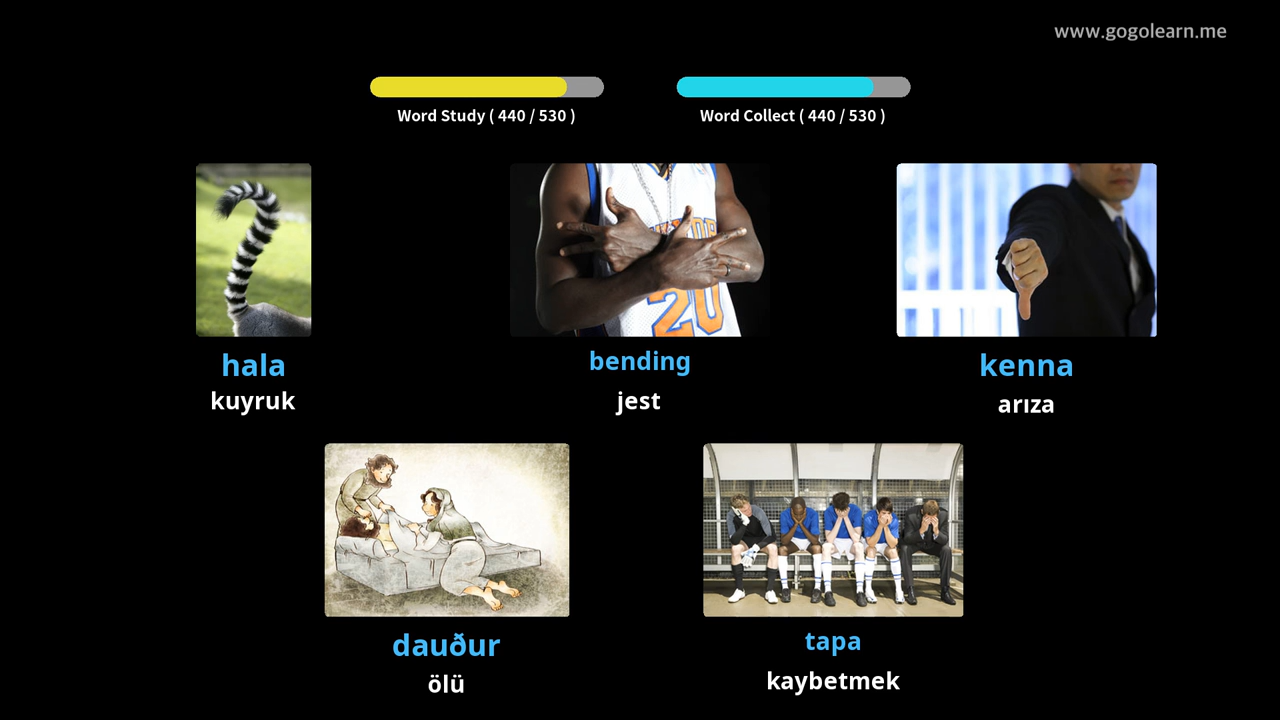 www.gogolearn.me
Word Study ( 440 / 530 )
Word Collect ( 440 / 530 )
20
hala
kuyruk
bending
jest
kenna
arıza
dauður
ölü
tapa
kaybetmek